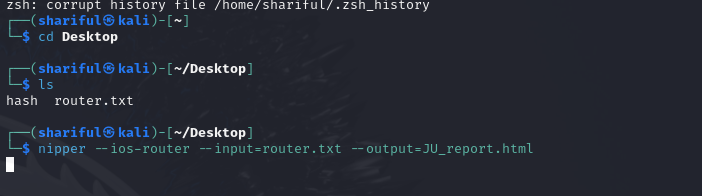 zsh: corrupt history file /home/shariful/.zsh_history
┌──(shariful㉿kali)-[~]
└─$ cd Desktop
┌──(shariful㉿kali)-[~/Desktop]
└─$ ls
hash  router.txt
┌──(shariful㉿kali)-[~/Desktop]
└─$ nipper --ios-router --input=router.txt --output=JU_report.html